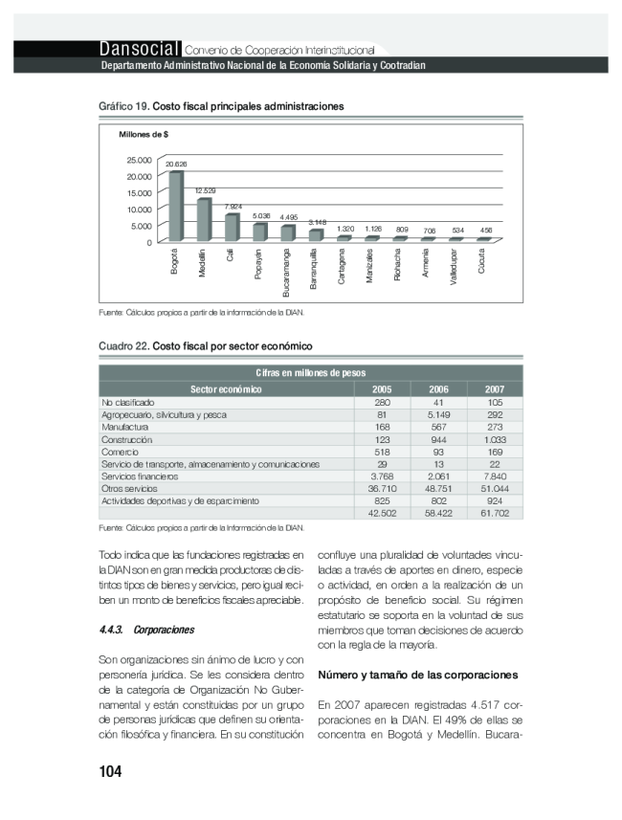 Dansocial Convenio de Cooperación Interinstitucional
Departamento Administrativo Nacional de la Economía Solidaria y Cootradian
Gráfico 19. Costo fiscal principales administraciones
Millones de $
25.000
20.000
15.000
10.000
5.000
0
20.626
12.529
7.924
5.036
4.495
3.148
1.320
1.126
809
706
534
456
Bogotá
Medellín
Cali
Popayán
Bucaramanga
Barranquilla
Cartagena
Manizales
Riohacha
Armenia
Valledupar
Cúcuta
Fuente: Cálculos propios a partir de la información de la DIAN.
Cuadro 22. Costo fiscal por sector económico
Cifras en millones de pesos
Sector económico 2005 2006 2007
No clasificado 280 41 105
Agropecuario, silvicultura y pesca 81 5.149 292
Manufactura 168 567 273
Construcción 123 944 1.033
Comercio 518 93 169
Servicio de transporte, almacenamiento y comunicaciones 29 13 22
Servicios financieros 3.768 2.061 7.840
Otros servicios 36.710 48.751 51.044
Actividades deportivas y de esparcimiento 825 802 924
42.502 58.422 61.702
Fuente: Cálculos propios a partir de la Información de la DIAN.
Todo indica que las fundaciones registradas en
la DIAN son en gran medida productoras de dis-
tintos tipos de bienes y servicios, pero igual reci-
ben un monto de beneficios fiscales apreciable.
4.4.3. Corporaciones
Son organizaciones sin ánimo de lucro y con
personería jurídica. Se les considera dentro
de la categoría de Organización No Guber-
namental y están constituidas por un grupo
de personas jurídicas que definen su orienta-
ción filosófica y financiera. En su constitución
confluye una pluralidad de voluntades vincu-
ladas a través de aportes en dinero, especie
o actividad, en orden a la realización de un
propósito de beneficio social. Su régimen
estatutario se soporta en la voluntad de sus
miembros que toman decisiones de acuerdo
con la regla de la mayoría.
Número y tamaño de las corporaciones
En 2007 aparecen registradas 4.517 cor-
poraciones en la DIAN. El 49% de ellas se
concentra en Bogotá y Medellín. Bucara-
104